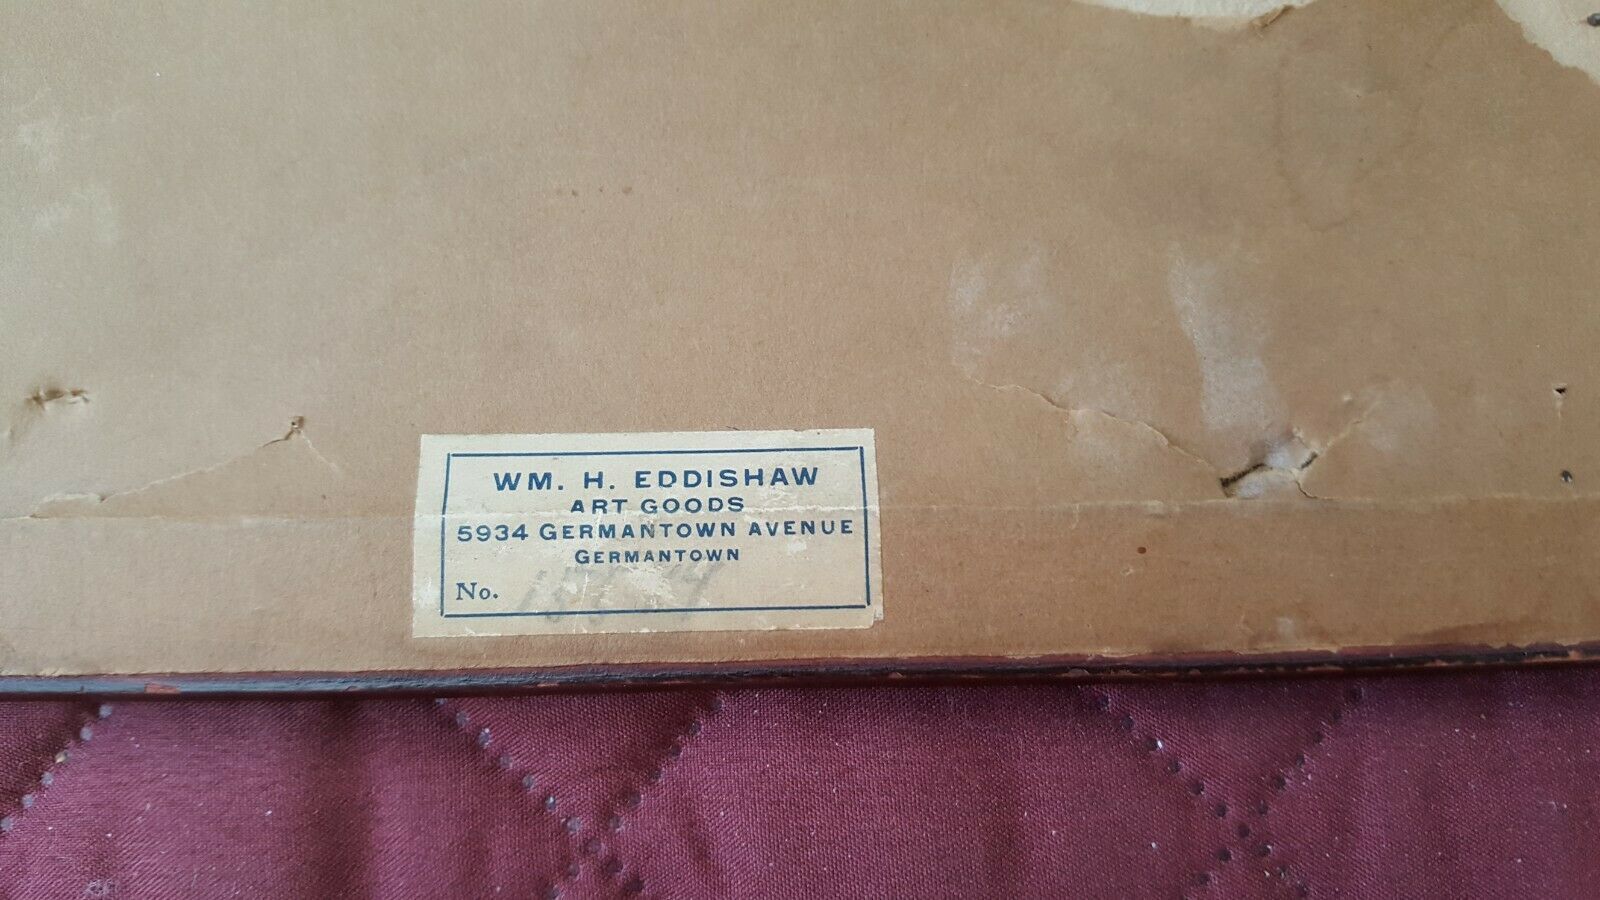 WM. H. EDDISHAW
ART GOODS
5934 GERMANTOWN AVENUE
GERMANTOWN
No.